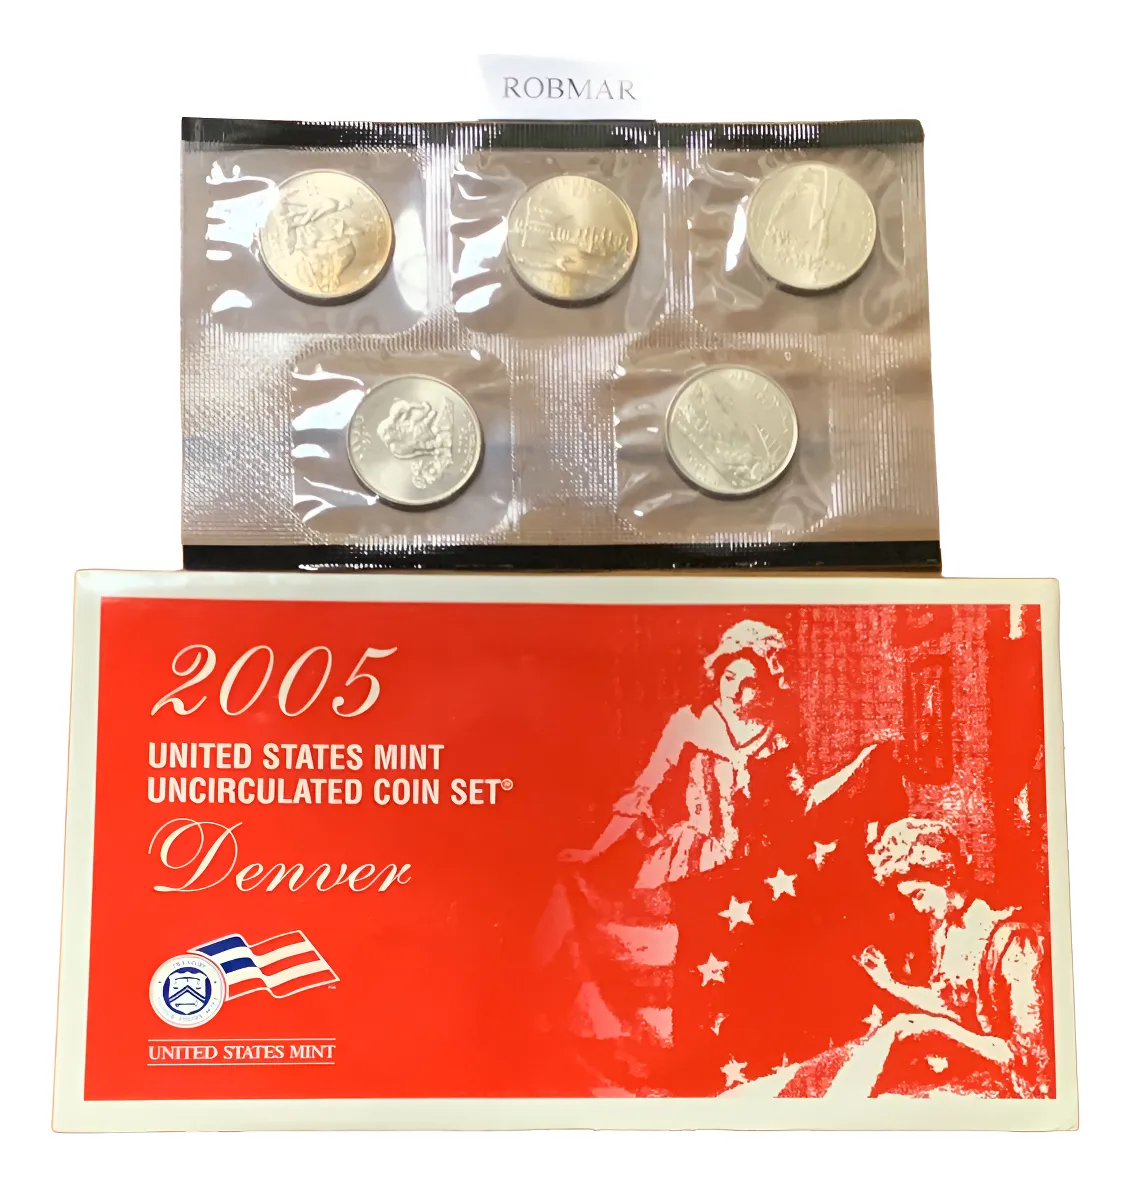 ROBMAR
2005
UNITED STATES MINT
UNCIRCULATED COIN SET®
Denver
UNITED STATES MINT